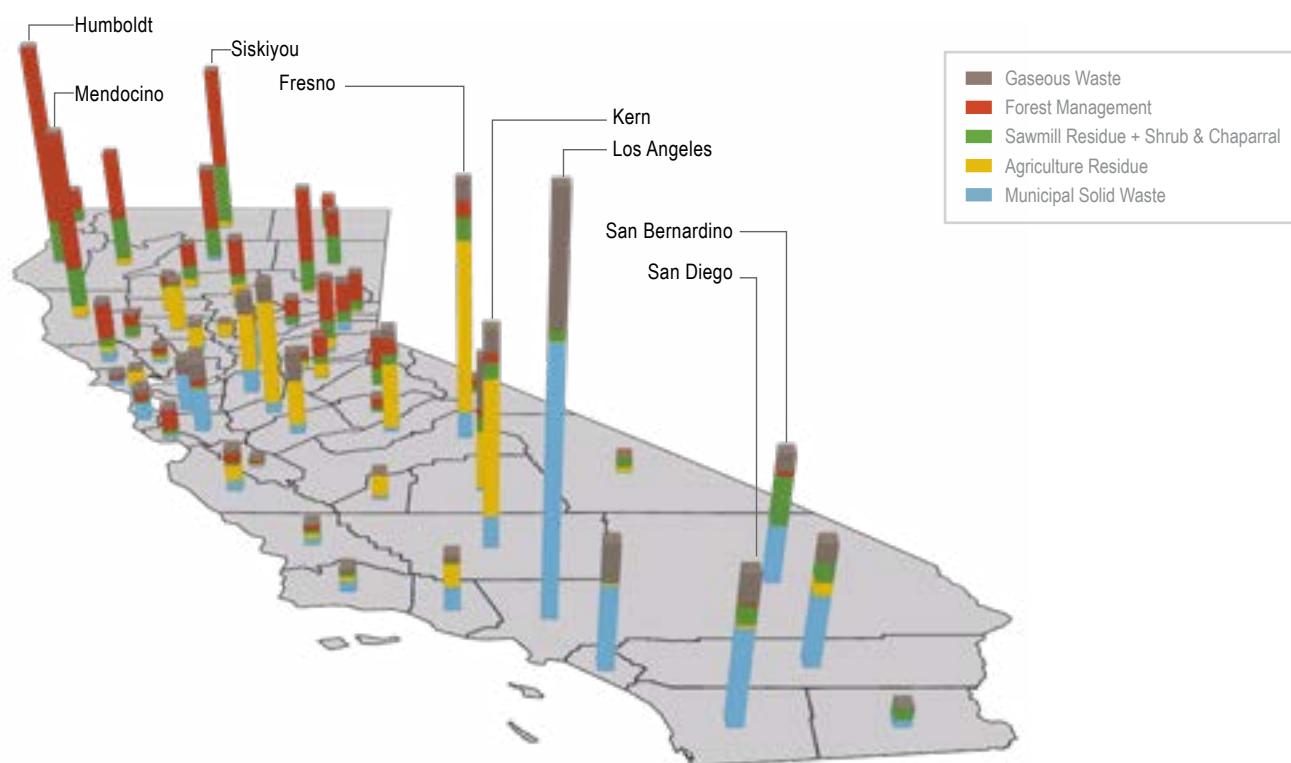 Humboldt
Siskiyou
Mendocino
Fresno
Kern
Los Angeles
San Bernardino
San Diego
Gaseous Waste
Forest Management
Sawmill Residue + Shrub & Chaparral
Agriculture Residue
Municipal Solid Waste